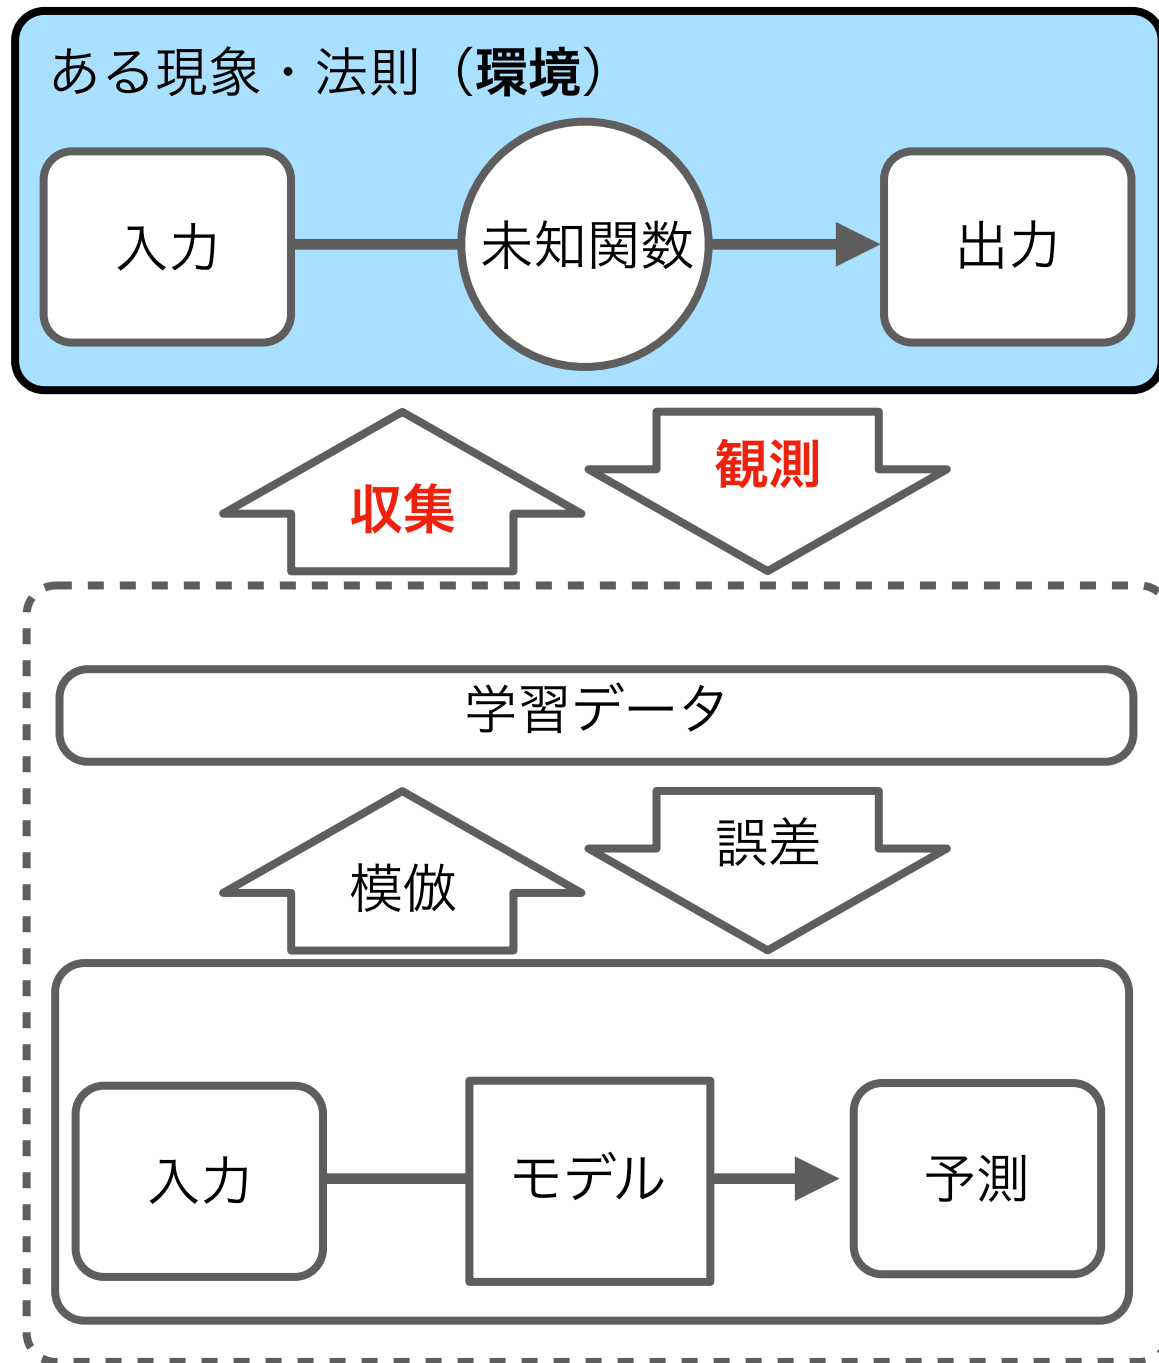 ある現象・法則（環境）
入力
未知関数
出力
収集
観測
学習データ
模倣
誤差
入力
モデル
予測